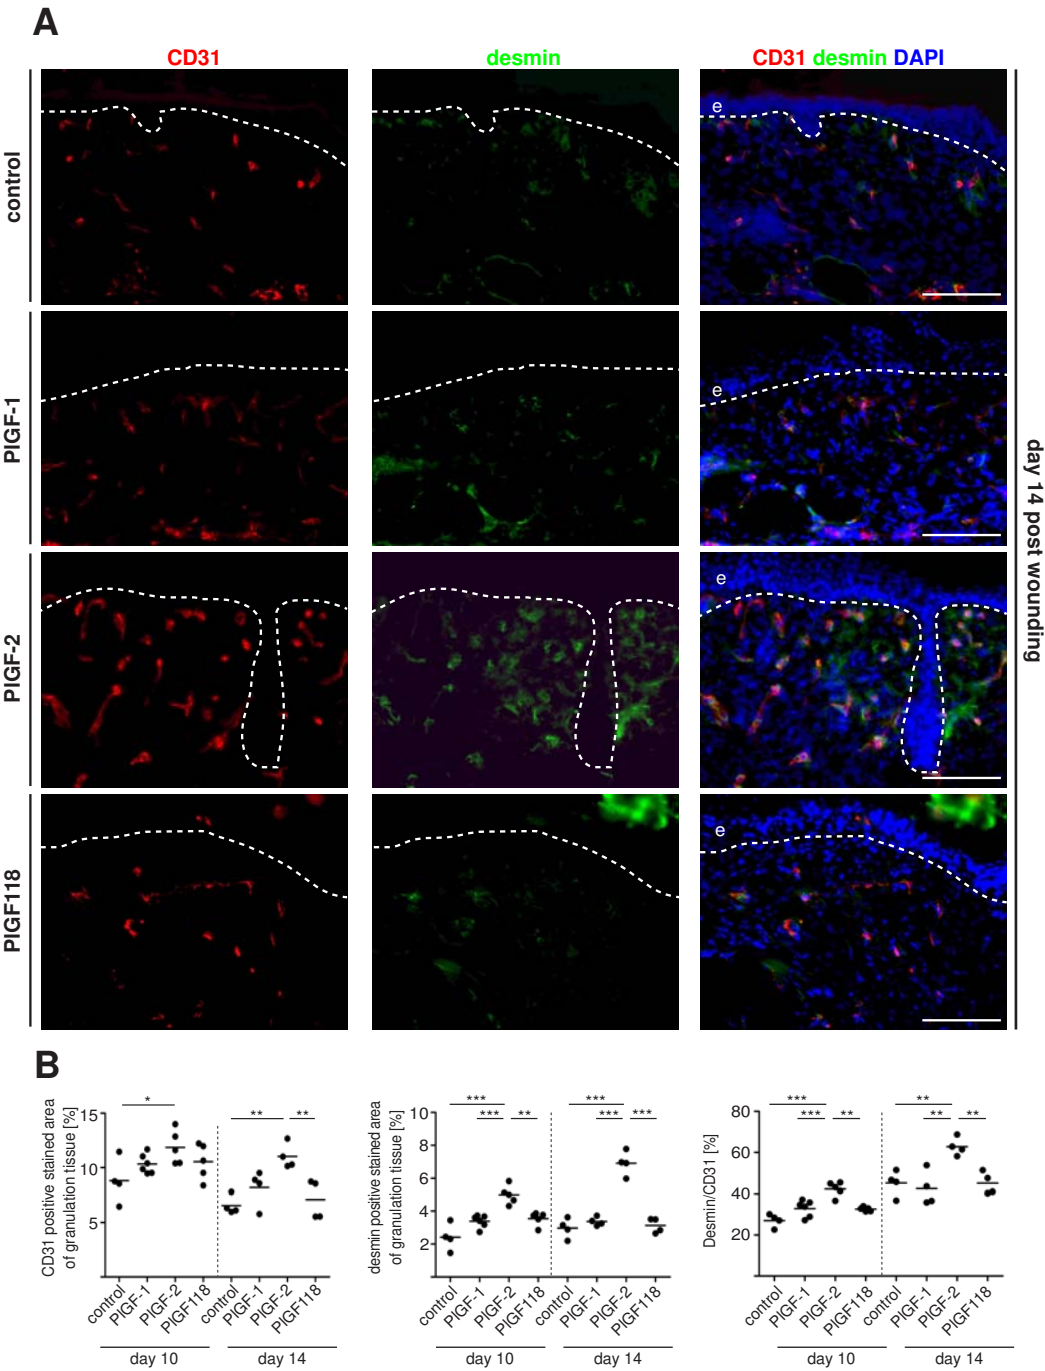 A
CD31
desmin
CD31 desmin DAPI
control
e
PlGF-1
e
PlGF-2
e
PlGF118
e
day 14 post wounding
B
CD31 positive stained area
of granulation tissue [%]
15
10
5
*
**
**
control
PlGF-1
PlGF-2
PlGF118
control
PlGF-1
PlGF-2
PlGF118
day 10
day 14
desmin positive stained area
of granulation tissue [%]
10
8
6
4
2
***
***
**
***
***
***
control
PlGF-1
PlGF-2
PlGF118
control
PlGF-1
PlGF-2
PlGF118
day 10
day 14
Desmin/CD31 [%]
80
60
40
20
***
***
**
**
**
**
control
PlGF-1
PlGF-2
PlGF118
control
PlGF-1
PlGF-2
PlGF118
day 10
day 14